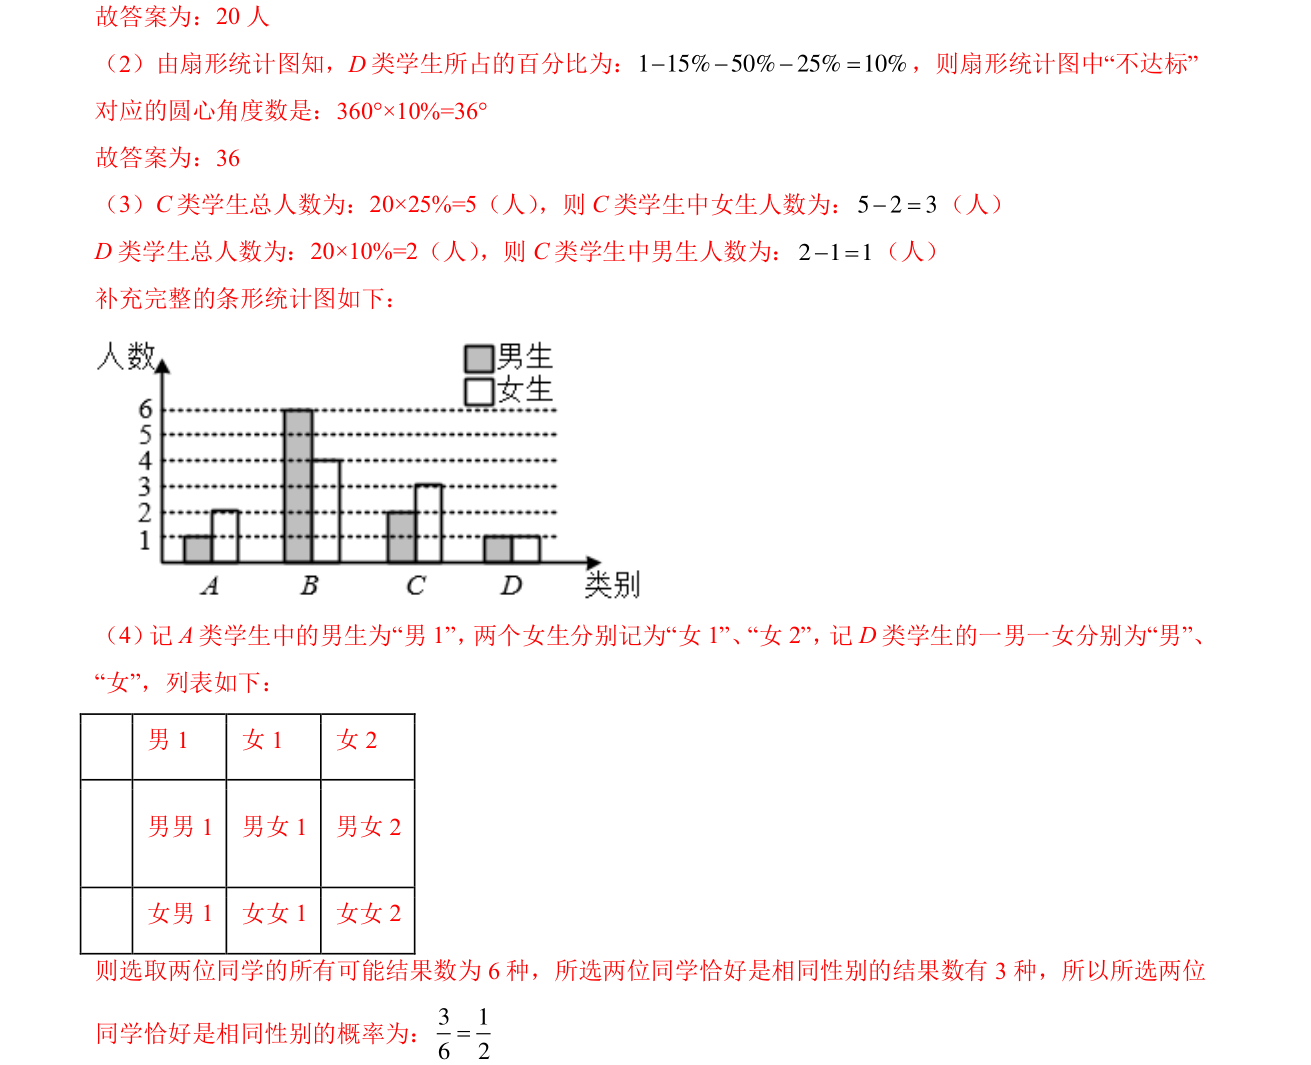 故答案为：20 人
（2）由扇形统计图知，D 类学生所占的百分比为：1−15%−50%−25%=10%，则扇形统计图中“不达标”
对应的圆心角度数是：360°×10%=36°
故答案为：36
（3）C 类学生总人数为：20×25%=5（人），则 C 类学生中女生人数为：5−2=3（人）
D 类学生总人数为：20×10%=2（人），则 C 类学生中男生人数为：2−1=1（人）
补充完整的条形统计图如下：
人数
男生
女生
6
5
4
3
2
1
A B C D
类别
（4）记 A 类学生中的男生为“男 1”，两个女生分别记为“女 1”、“女 2”，记 D 类学生的一男一女分别为“男”、
“女”，列表如下：
男 1 女 1 女 2
男男 1 男女 1 男女 2
女男 1 女女 1 女女 2
则选取两位同学的所有可能结果数为 6 种，所选两位同学恰好是相同性别的结果数有 3 种，所以所选两位
同学恰好是相同性别的概率为：3/6=1/2